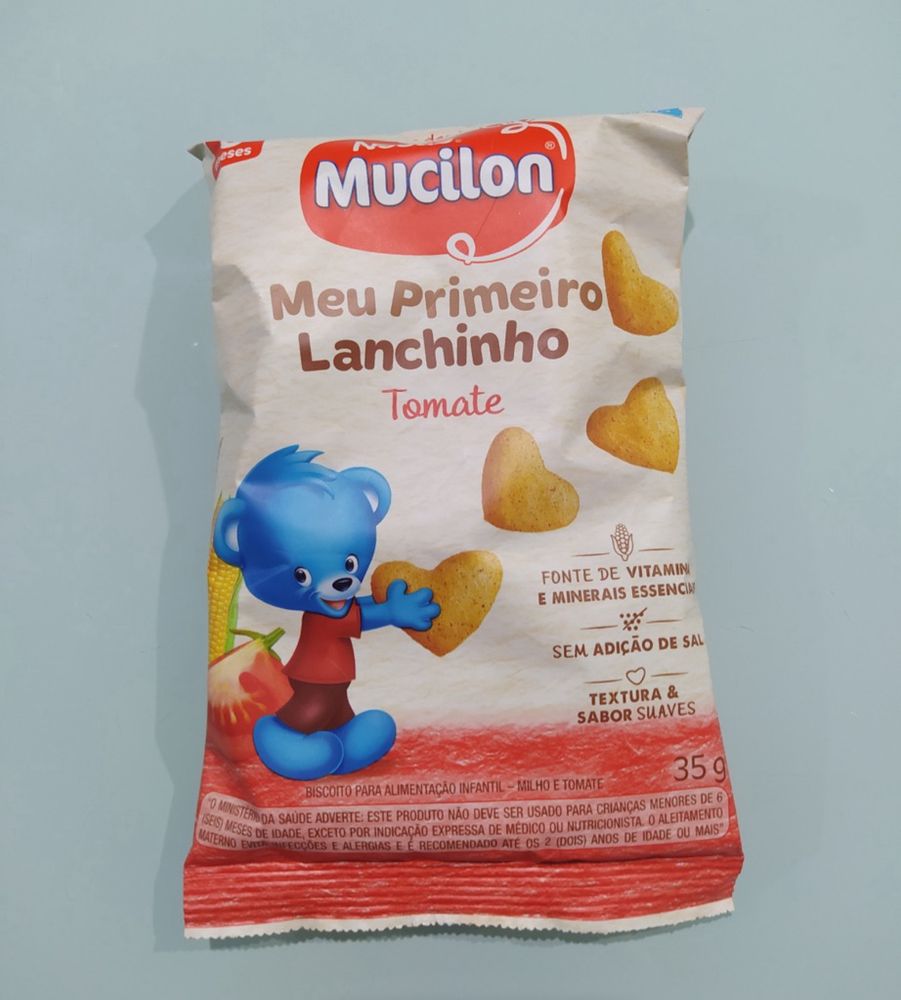 eses
Mucilon®
Meu Primeiro
Lanchinho
Tomate
FONTE DE VITAMIN
E MINERAIS ESSENCIA
SEM ADIÇÃO DE SAL
TEXTURA &
SABOR SUAVES
35 g
BISCOITO PARA ALIMENTAÇÃO INFANTIL – MILHO E TOMATE
"O MINISTÉRIO DA SAÚDE ADVERTE: ESTE PRODUTO NÃO DEVE SER USADO PARA CRIANÇAS MENORES DE 6
(SEIS) MESES DE IDADE, EXCETO POR INDICAÇÃO EXPRESSA DE MÉDICO OU NUTRICIONISTA. O ALEITAMENTO
MATERNO EVITA INFECÇÕES E ALERGIAS E É RECOMENDADO ATÉ OS 2 (DOIS) ANOS DE IDADE OU MAIS"